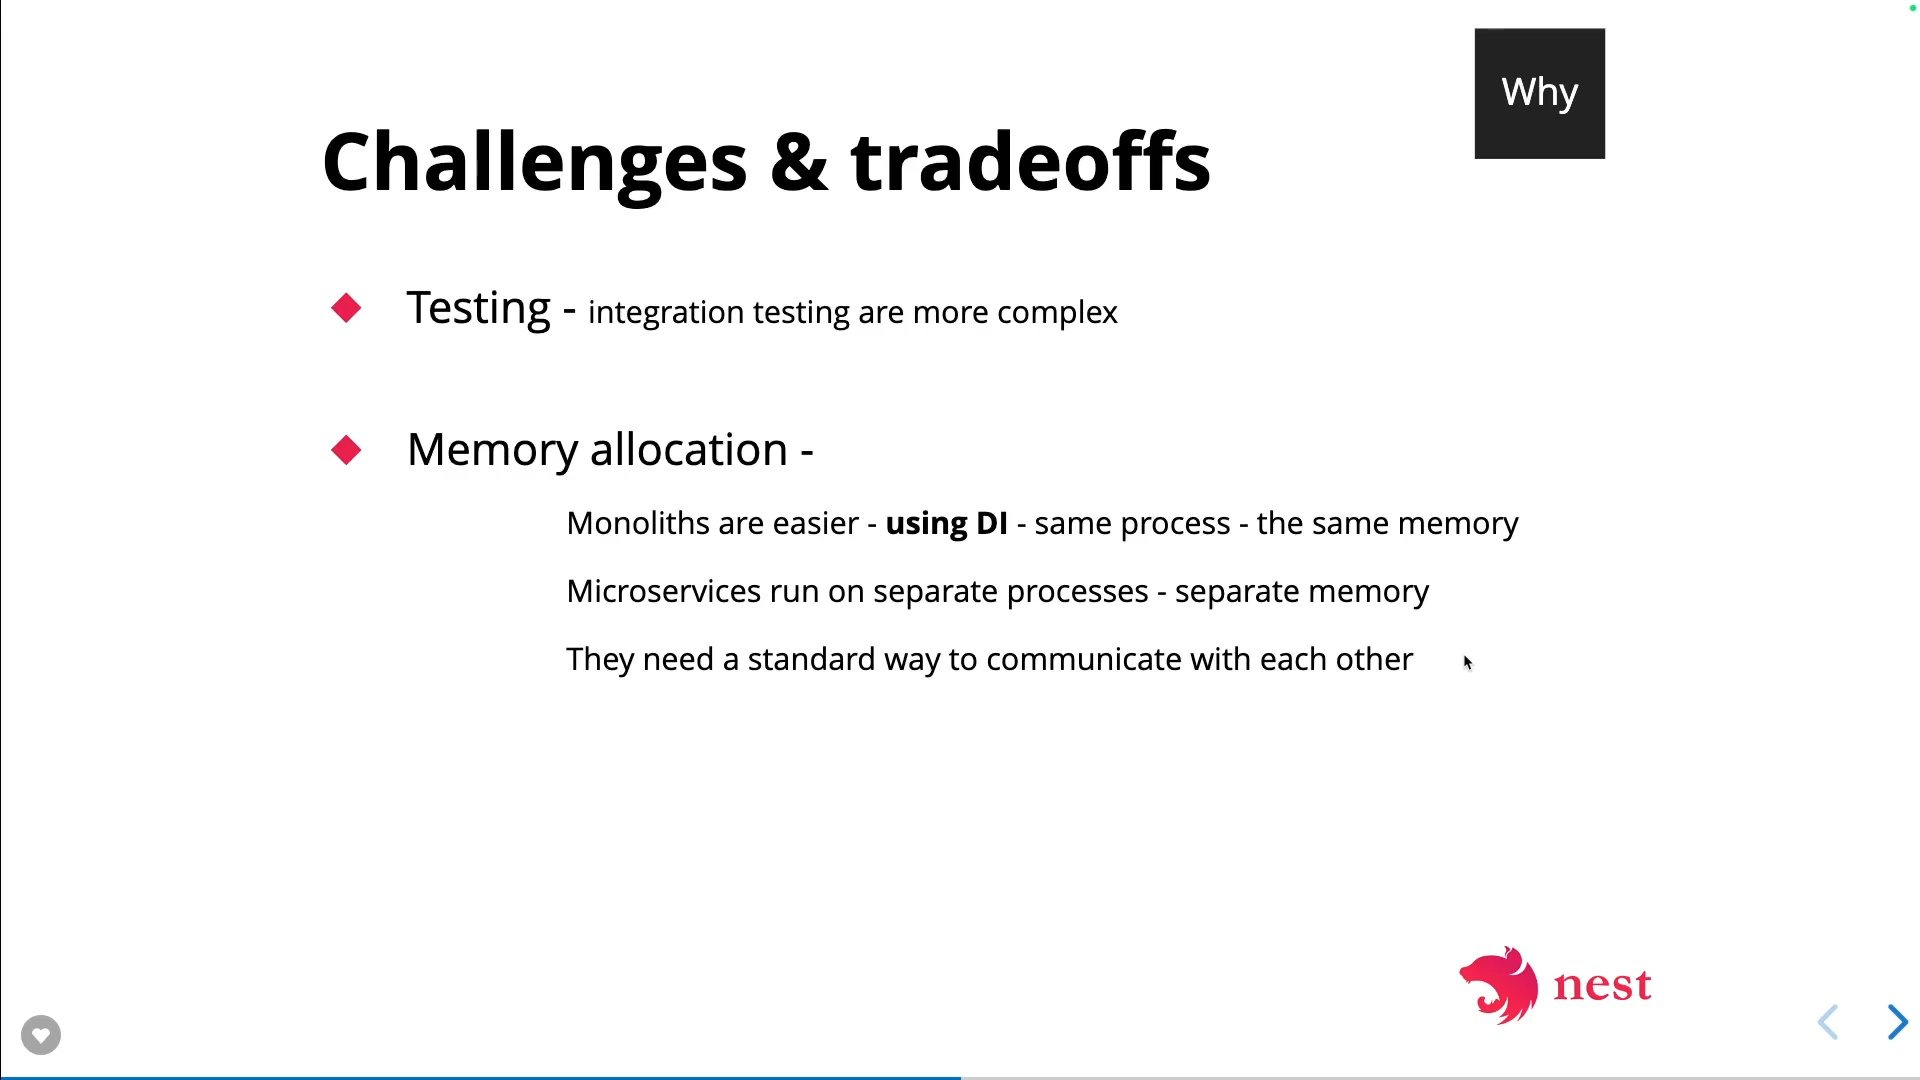 Why
Challenges & tradeoffs
Testing - integration testing are more complex
Memory allocation -
Monoliths are easier - using DI - same process - the same memory
Microservices run on separate processes - separate memory
They need a standard way to communicate with each other
nest